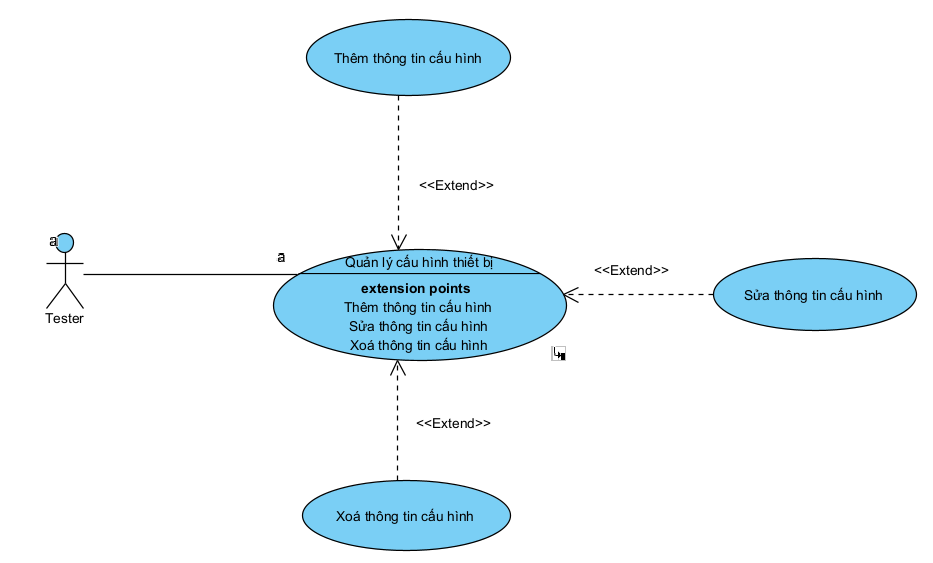 Thêm thông tin cấu hình
<<Extend>>
a
Tester
a
Quản lý cấu hình thiết bị
extension points
Thêm thông tin cấu hình
Sửa thông tin cấu hình
Xoá thông tin cấu hình
<<Extend>>
Sửa thông tin cấu hình
<<Extend>>
Xoá thông tin cấu hình